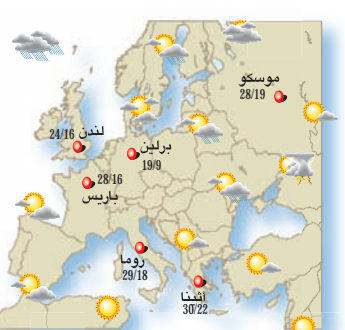 موسكو
28/19
لندن
24/16
برلين
19/9
28/16
باريس
روما
29/18
أثينا
30/22